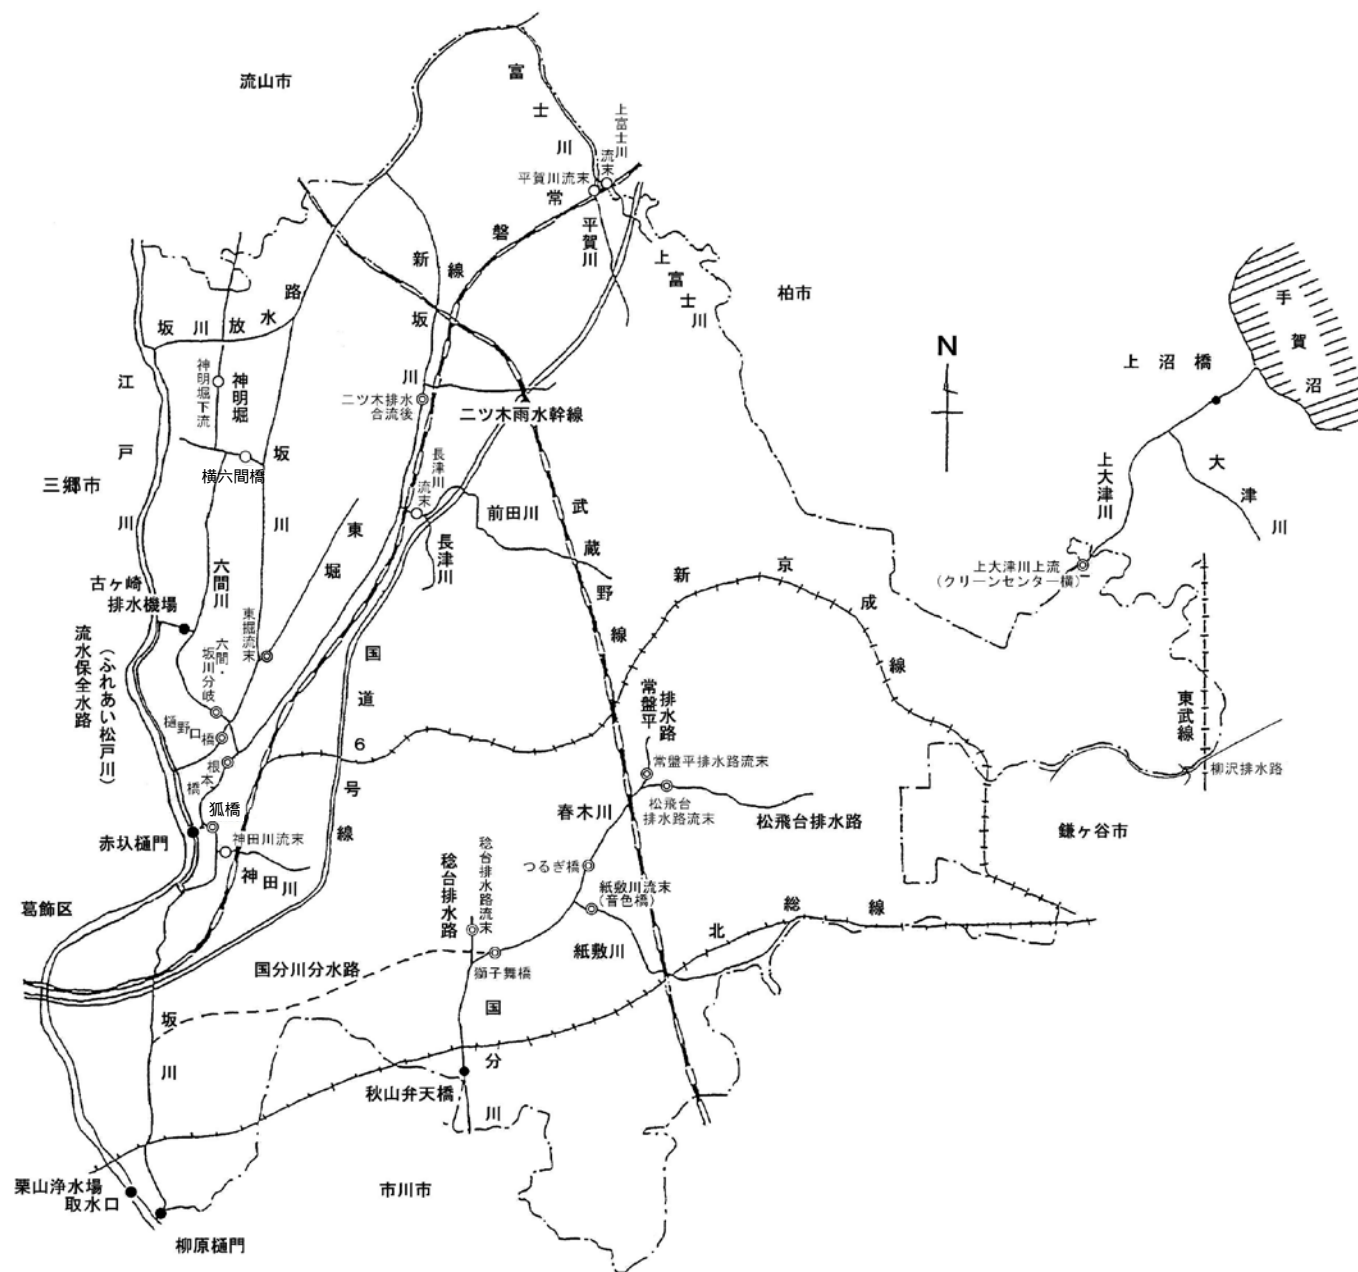 流山市
富士川
上富士川
流末
平賀川流末
常磐線
平賀川
上富士川
柏市
新坂川
坂川放水路
江戸川
神明堀下流
神明堀
二ツ木排水
合流後
二ツ木雨水幹線
N
上沼橋
手賀沼
大津川
上大津川
上大津川上流
(クリーンセンター横)
三郷市
横六間橋
坂川
長津川
流末
前田川
長津川
武蔵野線
東堀
六間川
古ヶ崎
排水機場
東掘流末
六間・
坂川分岐
流水保全水路
(ふれあい松戸川)
樋野口橋
根本橋
国道6号線
新京成線
常盤平
排水路
常盤平排水路流末
松飛台
排水路流末
松飛台排水路
東武線
柳沢排水路
鎌ヶ谷市
狐橋
赤圦樋門
神田川流末
神田川
春木川
つるぎ橋
紙敷川流末
(音色橋)
紙敷川
北総線
稔台排水路
稔台排水路流末
獅子舞橋
葛飾区
国分川分水路
国分川
坂川
秋山弁天橋
市川市
栗山浄水場
取水口
柳原樋門